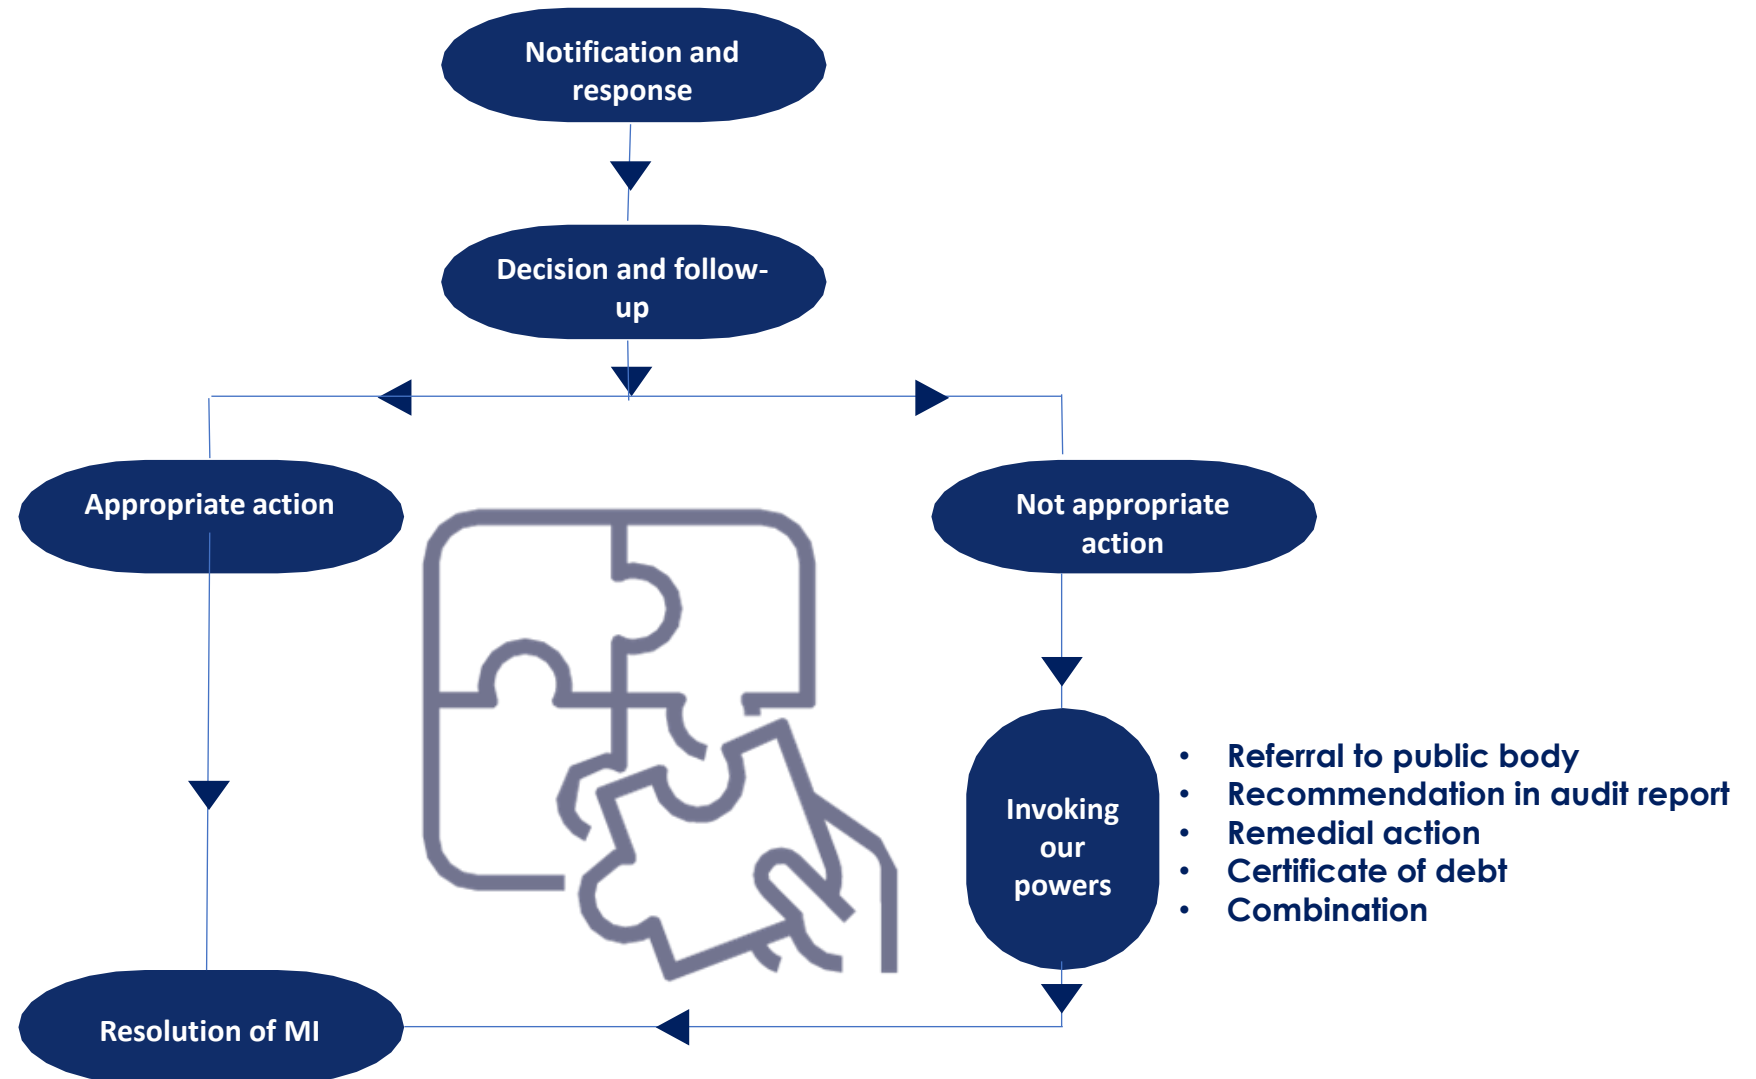 Notification and
response
Decision and follow-
up
Appropriate action
Not appropriate
action
Invoking
our
powers
• Referral to public body
• Recommendation in audit report
• Remedial action
• Certificate of debt
• Combination
Resolution of MI